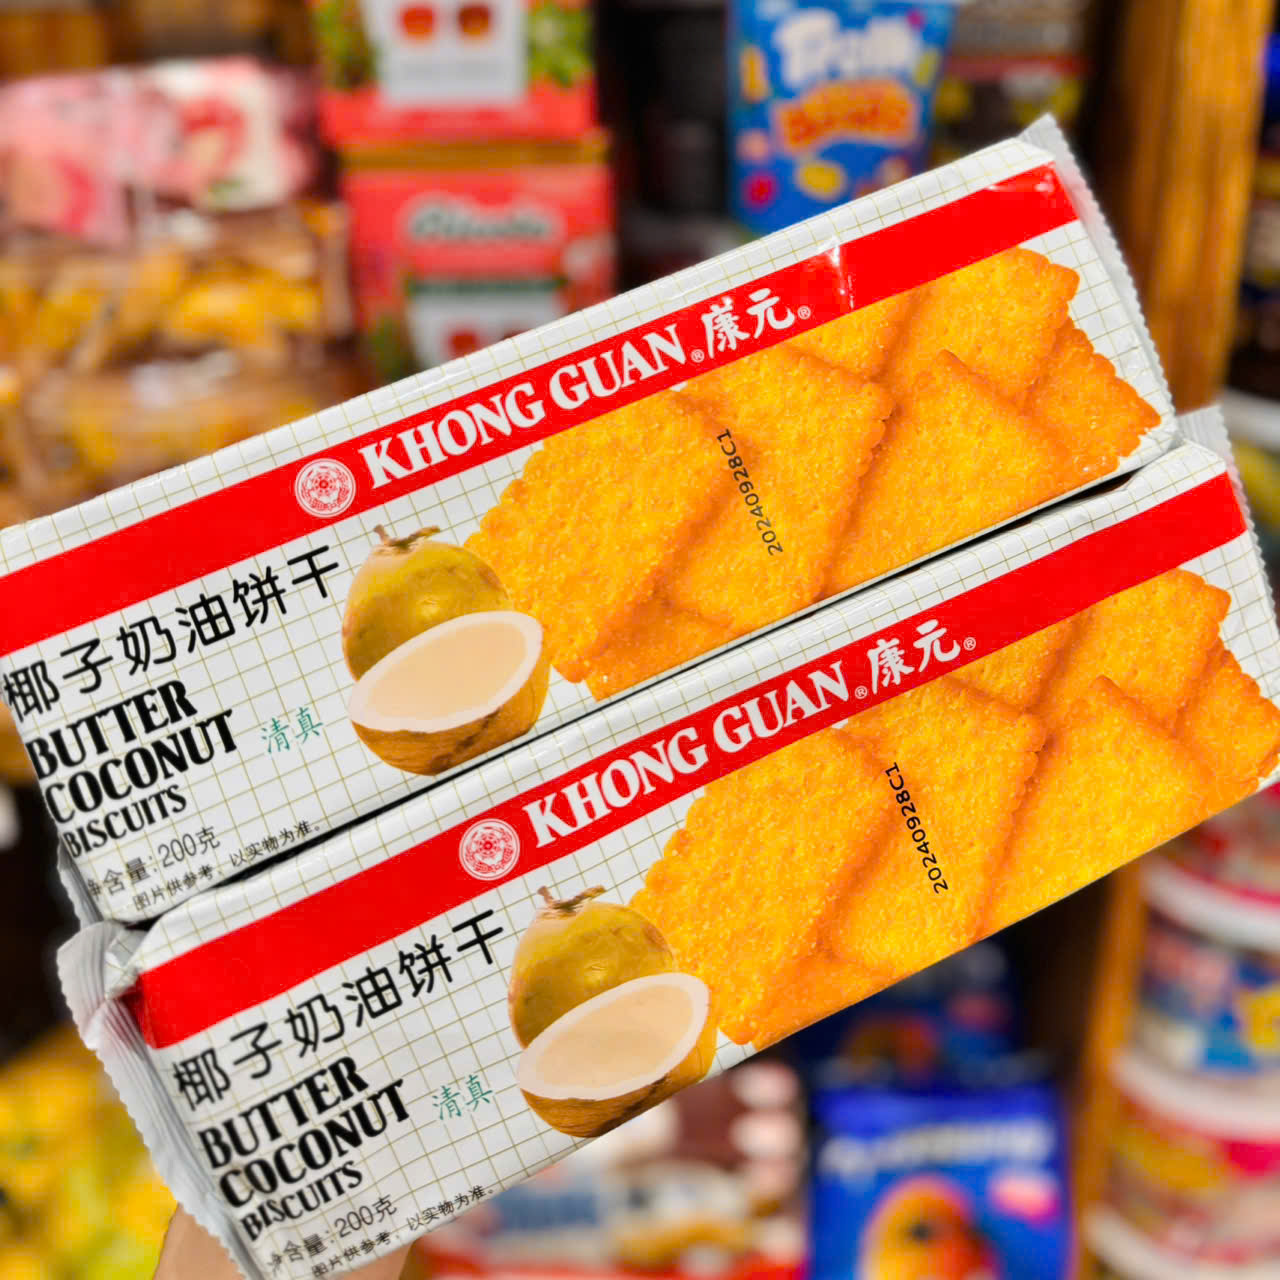 KHONG GUAN® 康元®
椰子奶油饼干
BUTTER
COCONUT
BISCUITS
清真
净含量:200克
图片供参考,以实物为准。
20240928C1
KHONG GUAN® 康元®
椰子奶油饼干
BUTTER
COCONUT
BISCUITS
清真
净含量:200克
图片供参考,以实物为准。
20240928C1
Trolli